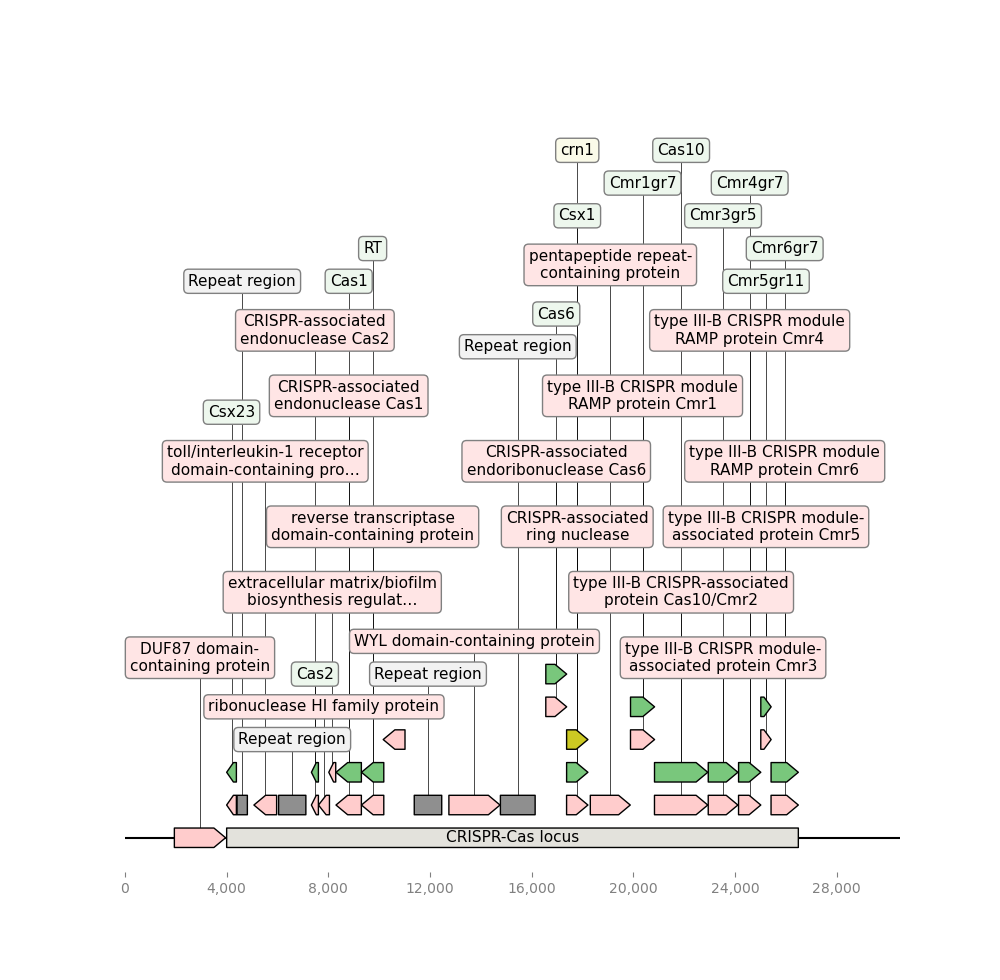 crn1
Cas10
Cmr1gr7
Cmr4gr7
Csx1
Cmr3gr5
RT
Cmr6gr7
pentapeptide repeat-
containing protein
Repeat region
Cas1
Cmr5gr11
Cas6
CRISPR-associated
endonuclease Cas2
type III-B CRISPR module
RAMP protein Cmr4
Repeat region
CRISPR-associated
endonuclease Cas1
type III-B CRISPR module
RAMP protein Cmr1
Csx23
toll/interleukin-1 receptor
domain-containing pro...
CRISPR-associated
endoribonuclease Cas6
type III-B CRISPR module
RAMP protein Cmr6
reverse transcriptase
domain-containing protein
CRISPR-associated
ring nuclease
type III-B CRISPR module-
associated protein Cmr5
extracellular matrix/biofilm
biosynthesis regulat...
type III-B CRISPR-associated
protein Cas10/Cmr2
WYL domain-containing protein
DUF87 domain-
containing protein
type III-B CRISPR module-
associated protein Cmr3
Cas2
Repeat region
ribonuclease HI family protein
Repeat region
CRISPR-Cas locus
0 4,000 8,000 12,000 16,000 20,000 24,000 28,000